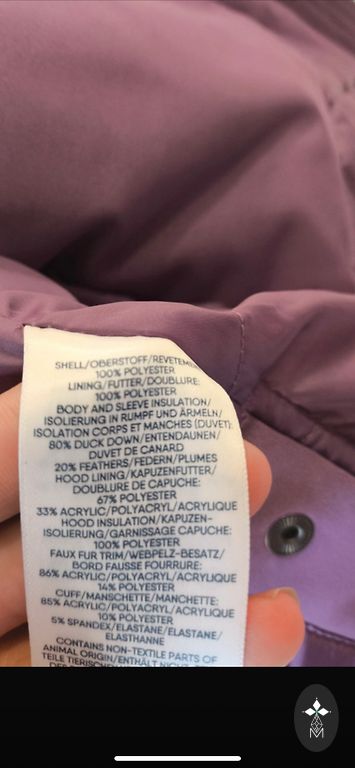 SHELL/OBERSTOFF/
100% POLYESTER
LINING/FUTTER/DOUBLURE:
100% POLYESTER
BODY AND SLEEVE INSULATION/
ISOLIERUNG IN RUMPF UND ÄRMELN/
ISOLATION CORPS ET MANCHES (DUVET):
80% DUCK DOWN/ENTENDAUNEN/
DUVET DE CANARD
20% FEATHERS/FEDERN/PLUMES
HOOD LINING/KAPUZENFUTTER/
DOUBLURE DE CAPUCHE:
67% POLYESTER
33% ACRYLIC/POLYACRYL/ACRYLIQUE
HOOD INSULATION/KAPUZEN-
ISOLIERUNG/GARNISSAGE CAPUCHE:
100% POLYESTER
FAUX FUR TRIM/WEBPELZ-BESATZ/
BORD FAUSSE FOURRURE:
86% ACRYLIC/POLYACRYL/ACRYLIQUE
14% POLYESTER
CUFF/MANSCHETTE/MANCHETTE:
85% ACRYLIC/POLYACRYL/ACRYLIQUE
10% POLYESTER
5% SPANDEX/ELASTANE/ELASTANE/
ELASTHANNE
CONTAINS NON-TEXTILE PARTS OF
ANIMAL ORIGIN/ENTHÄLT NICHT
M